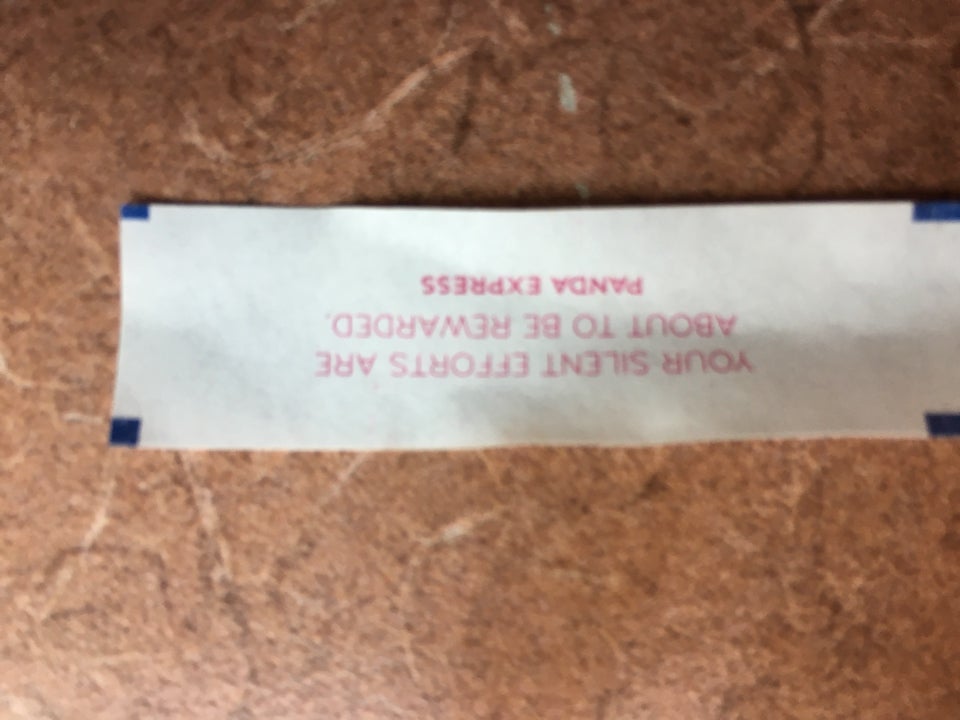 YOUR SILENT EFFORTS ARE
ABOUT TO BE REWARDED.
PANDA EXPRESS